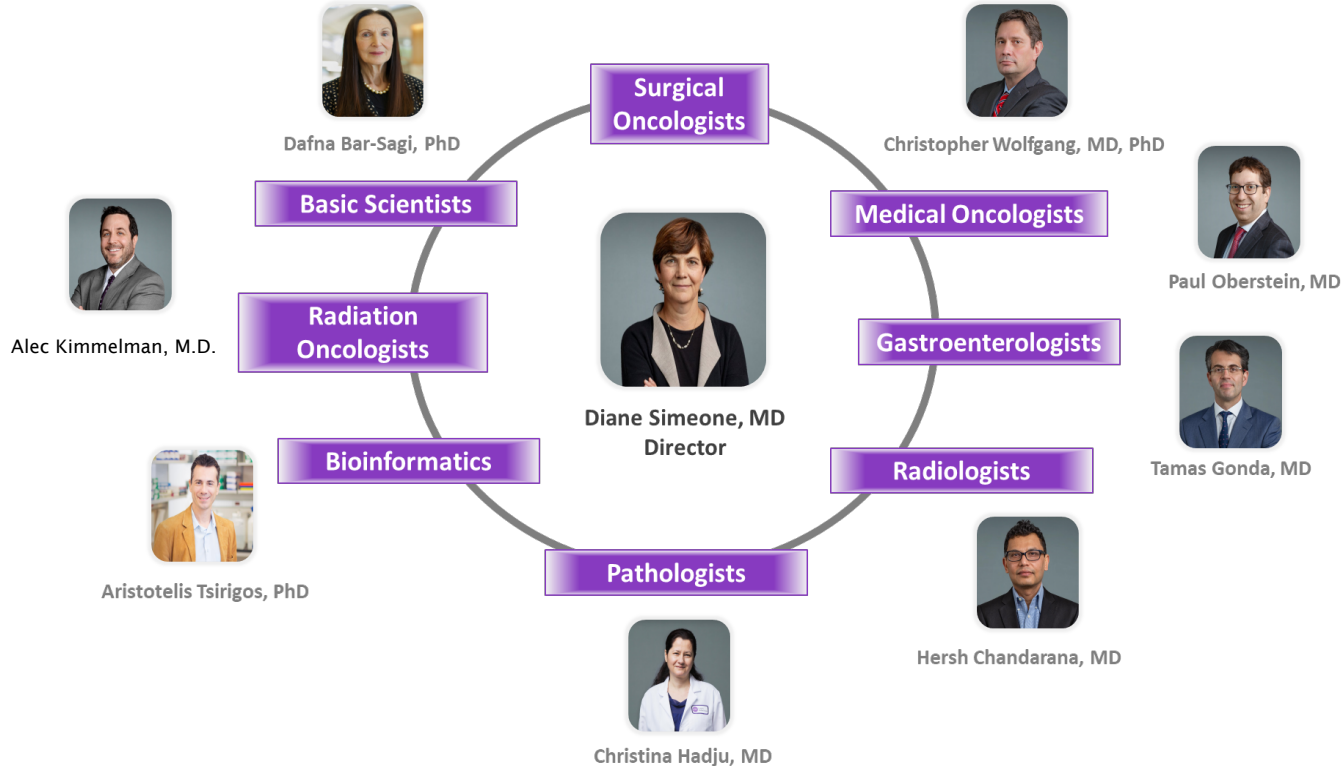 Surgical
Oncologists
Dafna Bar-Sagi, PhD
Christopher Wolfgang, MD, PhD
Basic Scientists
Medical Oncologists
Paul Oberstein, MD
Alec Kimmelman, M.D.
Radiation
Oncologists
Gastroenterologists
Diane Simeone, MD
Director
Bioinformatics
Radiologists
Tamas Gonda, MD
Aristotelis Tsirigos, PhD
Pathologists
Hersh Chandarana, MD
Christina Hadju, MD